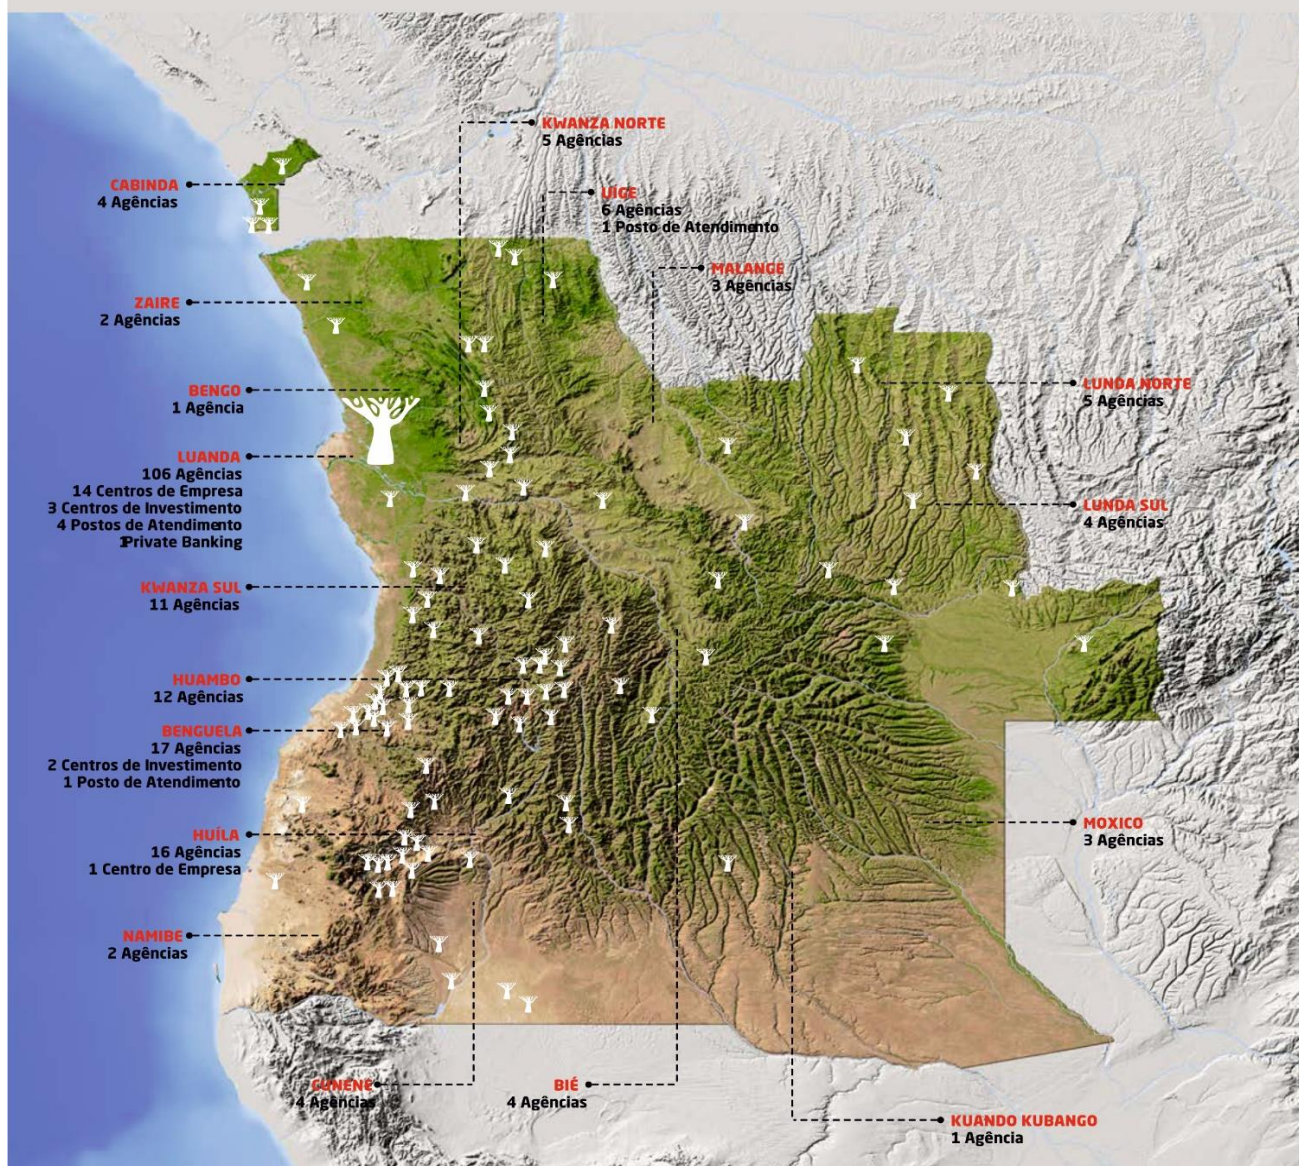 KWANZA NORTE
5 Agências
CABINDA
4 Agências
UIGE
6 Agências
1 Posto de Atendimento
MALANGE
3 Agências
ZAIRE
2 Agências
BENGO
1 Agência
LUNDA NORTE
5 Agências
LUANDA
106 Agências
14 Centros de Empresa
3 Centros de Investimento
4 Postos de Atendimento
1Private Banking
LUNDA SUL
4 Agências
KWANZA SUL
11 Agências
HUAMBO
12 Agências
BENGUELA
17 Agências
2 Centros de Investimento
1 Posto de Atendimento
HUÍLA
16 Agências
1 Centro de Empresa
MOXICO
3 Agências
NAMIBE
2 Agências
CUNENE
4 Agências
BIÉ
4 Agências
KUANDO KUBANGO
1 Agência